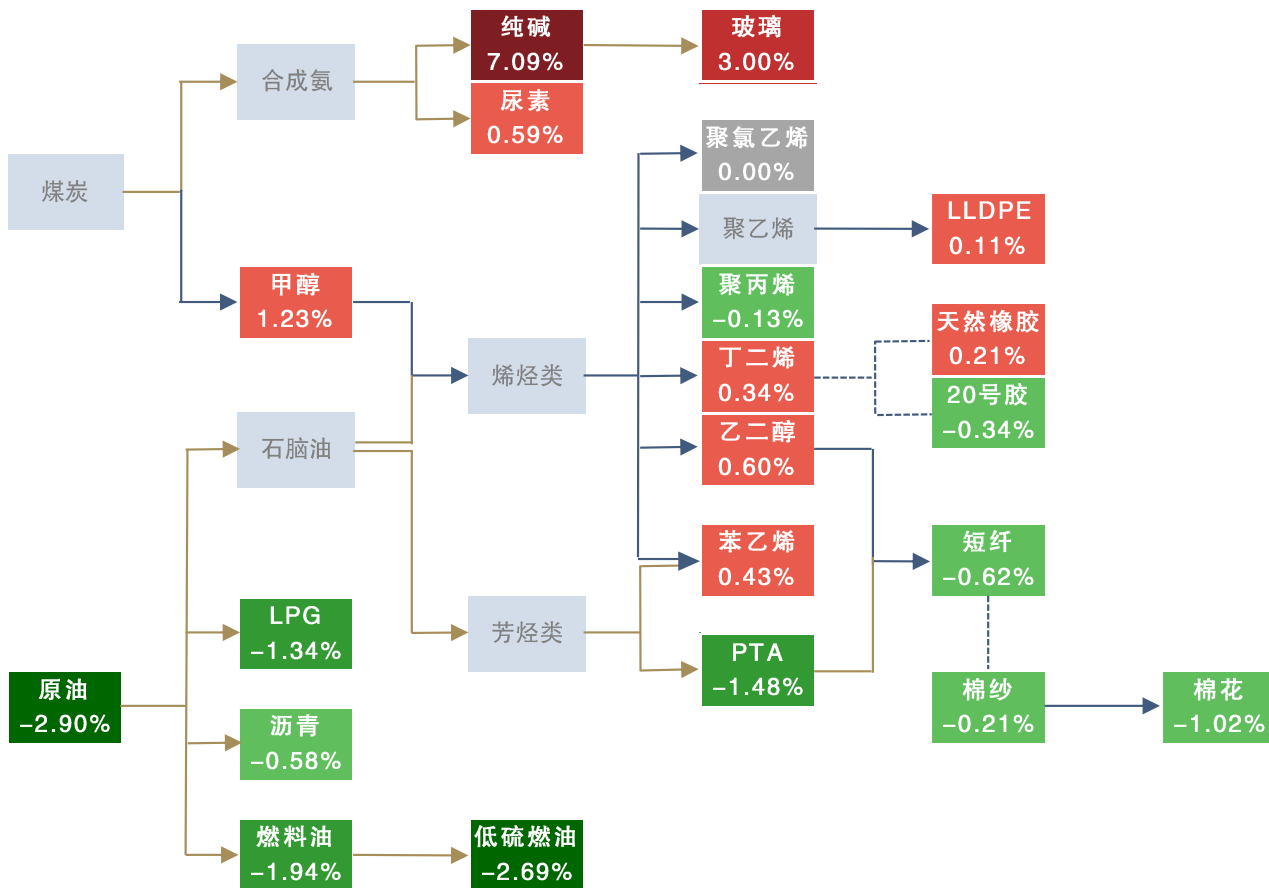 纯碱
7.09%
玻璃
3.00%
合成氨
尿素
0.59%
聚氯乙烯
0.00%
煤炭
聚乙烯
LLDPE
0.11%
甲醇
1.23%
聚丙烯
-0.13%
天然橡胶
0.21%
烯烃类
丁二烯
0.34%
20号胶
-0.34%
石脑油
乙二醇
0.60%
苯乙烯
0.43%
短纤
-0.62%
LPG
-1.34%
芳烃类
PTA
-1.48%
原油
-2.90%
棉纱
-0.21%
棉花
-1.02%
沥青
-0.58%
燃料油
-1.94%
低硫燃油
-2.69%